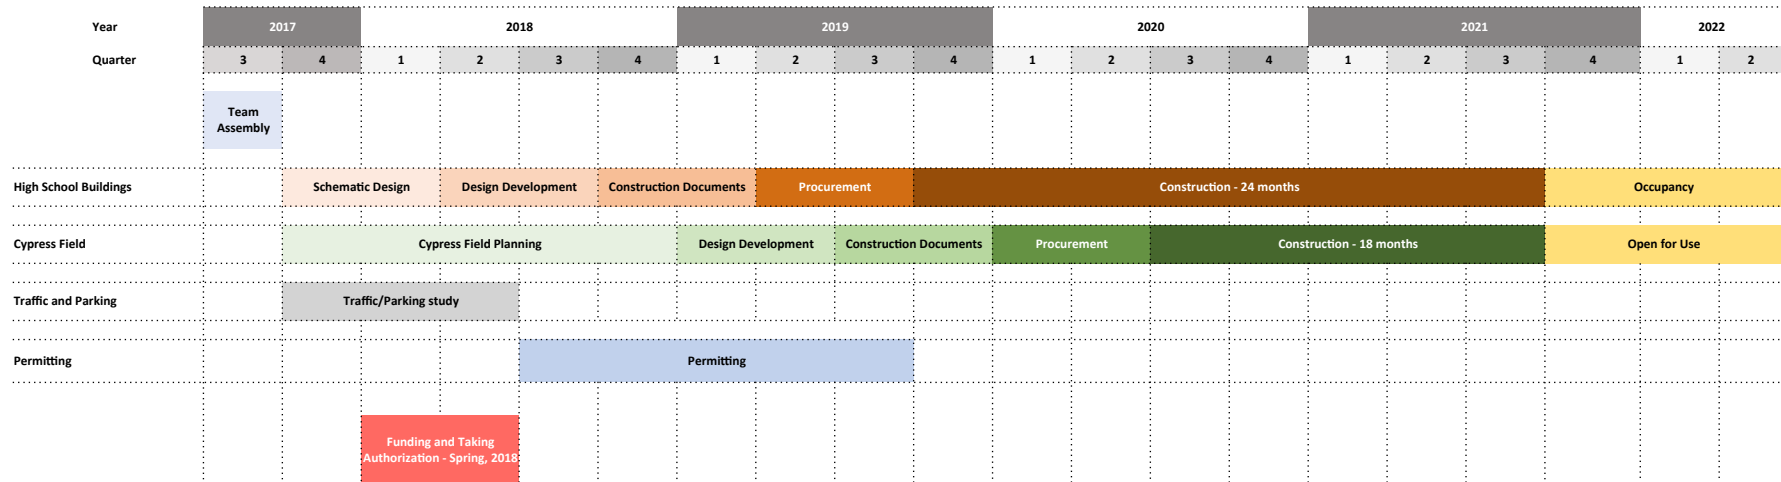 Year 2017 2018 2019 2020 2021 2022
Quarter 3 4 1 2 3 4 1 2 3 4 1 2 3 4 1 2 3 4 1 2
Team
Assembly
High School Buildings Schematic Design Design Development Construction Documents Procurement Construction - 24 months Occupancy
Cypress Field Cypress Field Planning Design Development Construction Documents Procurement Construction - 18 months Open for Use
Traffic and Parking Traffic/Parking study
Permitting Permitting
Funding and Taking
Authorization - Spring, 2018